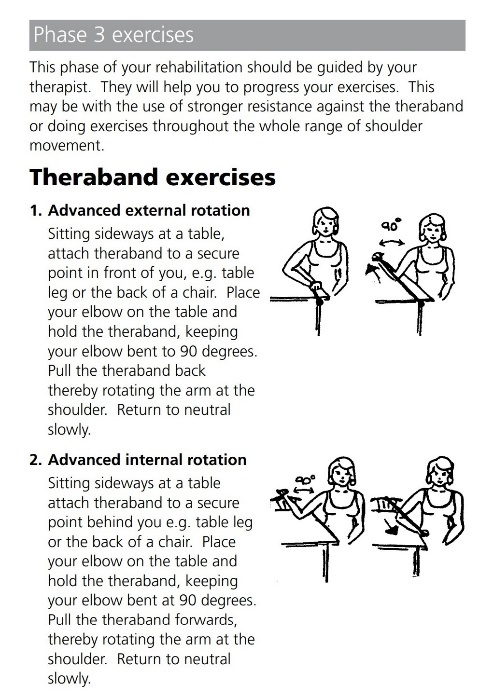 Phase 3 exercises
This phase of your rehabilitation should be guided by your
therapist. They will help you to progress your exercises. This
may be with the use of stronger resistance against the theraband
or doing exercises throughout the whole range of shoulder
movement.
Theraband exercises
1. Advanced external rotation
Sitting sideways at a table,
attach theraband to a secure
point in front of you, e.g. table
leg or the back of a chair. Place
your elbow on the table and
hold the theraband, keeping
your elbow bent to 90 degrees.
Pull the theraband back
thereby rotating the arm at the
shoulder. Return to neutral
slowly.
90°
2. Advanced internal rotation
Sitting sideways at a table
attach theraband to a secure
point behind you e.g. table leg
or the back of a chair. Place
your elbow on the table and
hold the theraband, keeping
your elbow bent at 90 degrees.
Pull the theraband forwards,
thereby rotating the arm at the
shoulder. Return to neutral
slowly.
90°